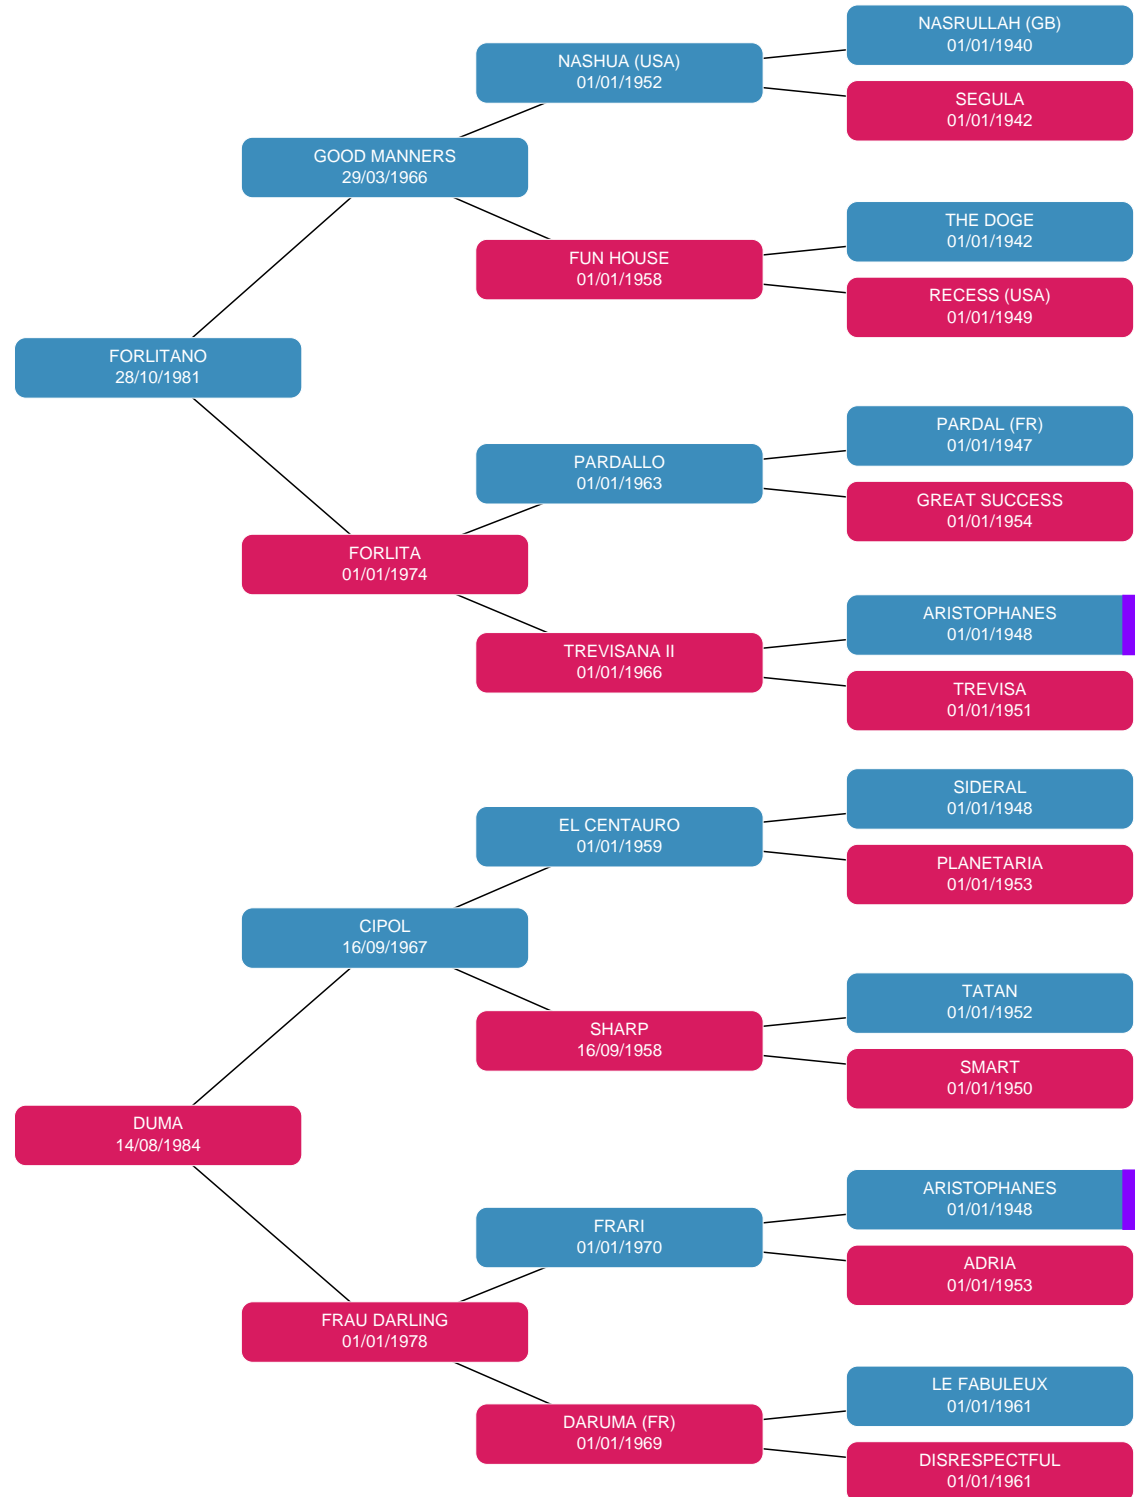 NASRULLAH (GB)
01/01/1940
NASHUA (USA)
01/01/1952
SEGULA
01/01/1942
GOOD MANNERS
29/03/1966
THE DOGE
01/01/1942
FUN HOUSE
01/01/1958
RECESS (USA)
01/01/1949
FORLITANO
28/10/1981
PARDAL (FR)
01/01/1947
PARDALLO
01/01/1963
GREAT SUCCESS
01/01/1954
FORLITA
01/01/1974
ARISTOPHANES
01/01/1948
TREVISANA II
01/01/1966
TREVISA
01/01/1951
SIDERAL
01/01/1948
EL CENTAURO
01/01/1959
PLANETARIA
01/01/1953
CIPOL
16/09/1967
TATAN
01/01/1952
SHARP
16/09/1958
SMART
01/01/1950
DUMA
14/08/1984
ARISTOPHANES
01/01/1948
FRARI
01/01/1970
ADRIA
01/01/1953
FRAU DARLING
01/01/1978
LE FABULEUX
01/01/1961
DARUMA (FR)
01/01/1969
DISRESPECTFUL
01/01/1961